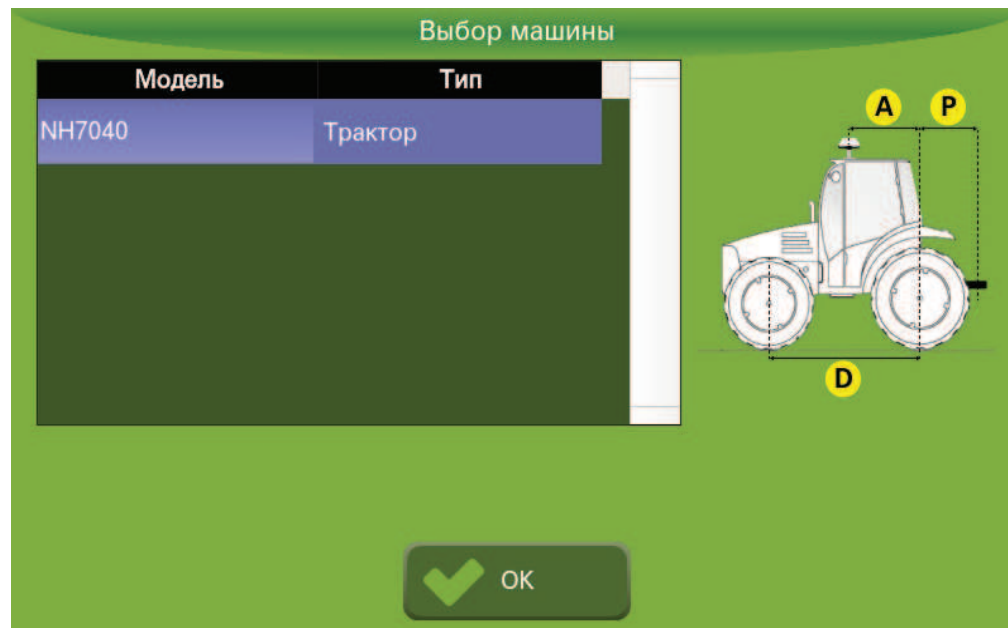 Выбор машины
Модель Тип
NH7040 Трактор
A P
D
OK